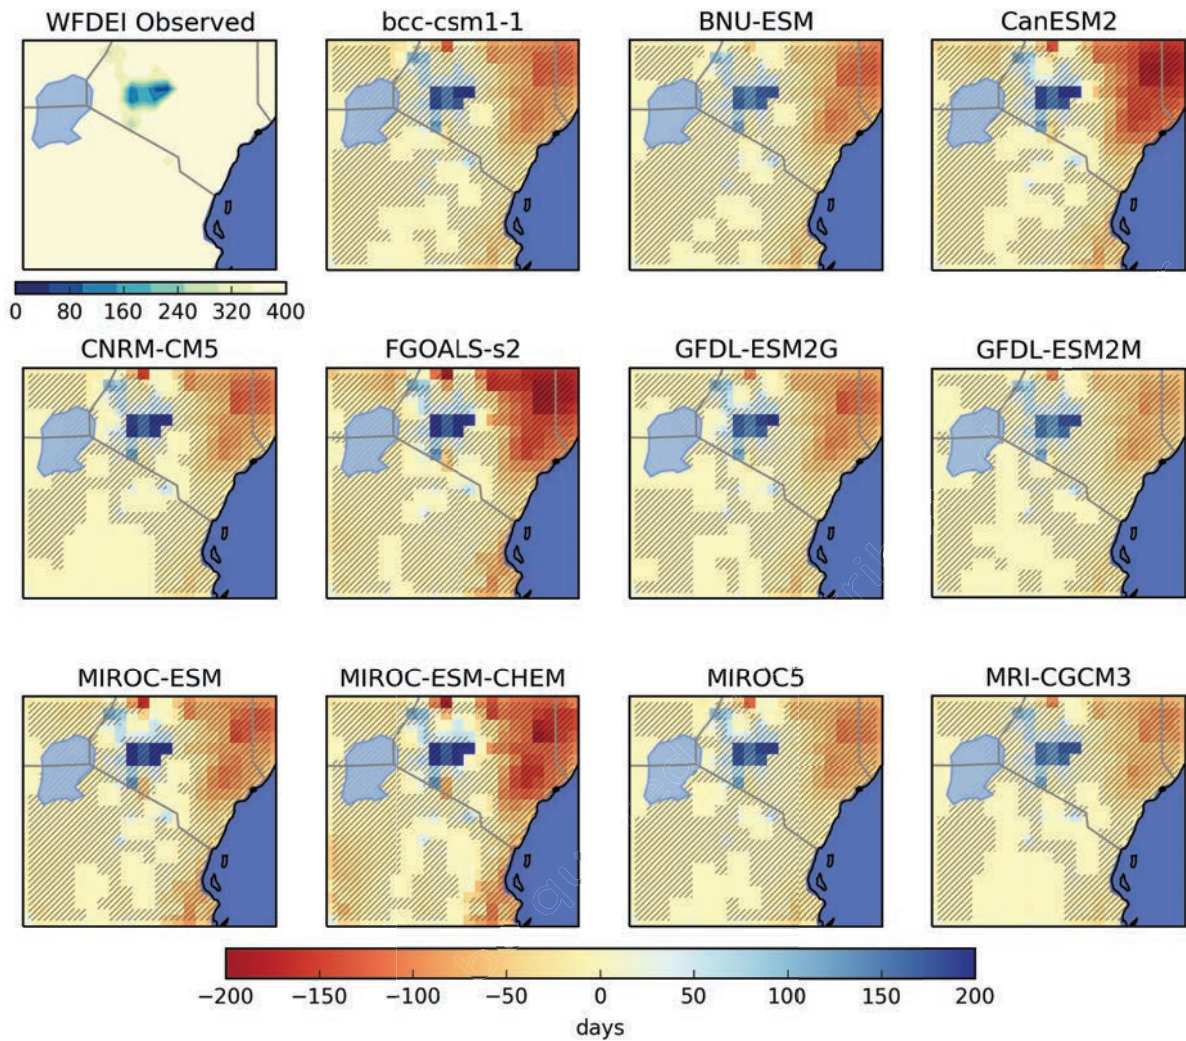 WFDEI Observed bcc-csm1-1 BNU-ESM CanESM2
0 80 160 240 320 400
CNRM-CM5 FGOALS-s2 GFDL-ESM2G GFDL-ESM2M
MIROC-ESM MIROC-ESM-CHEM MIROC5 MRI-CGCM3
−200 −150 −100 −50 0 50 100 150 200
days